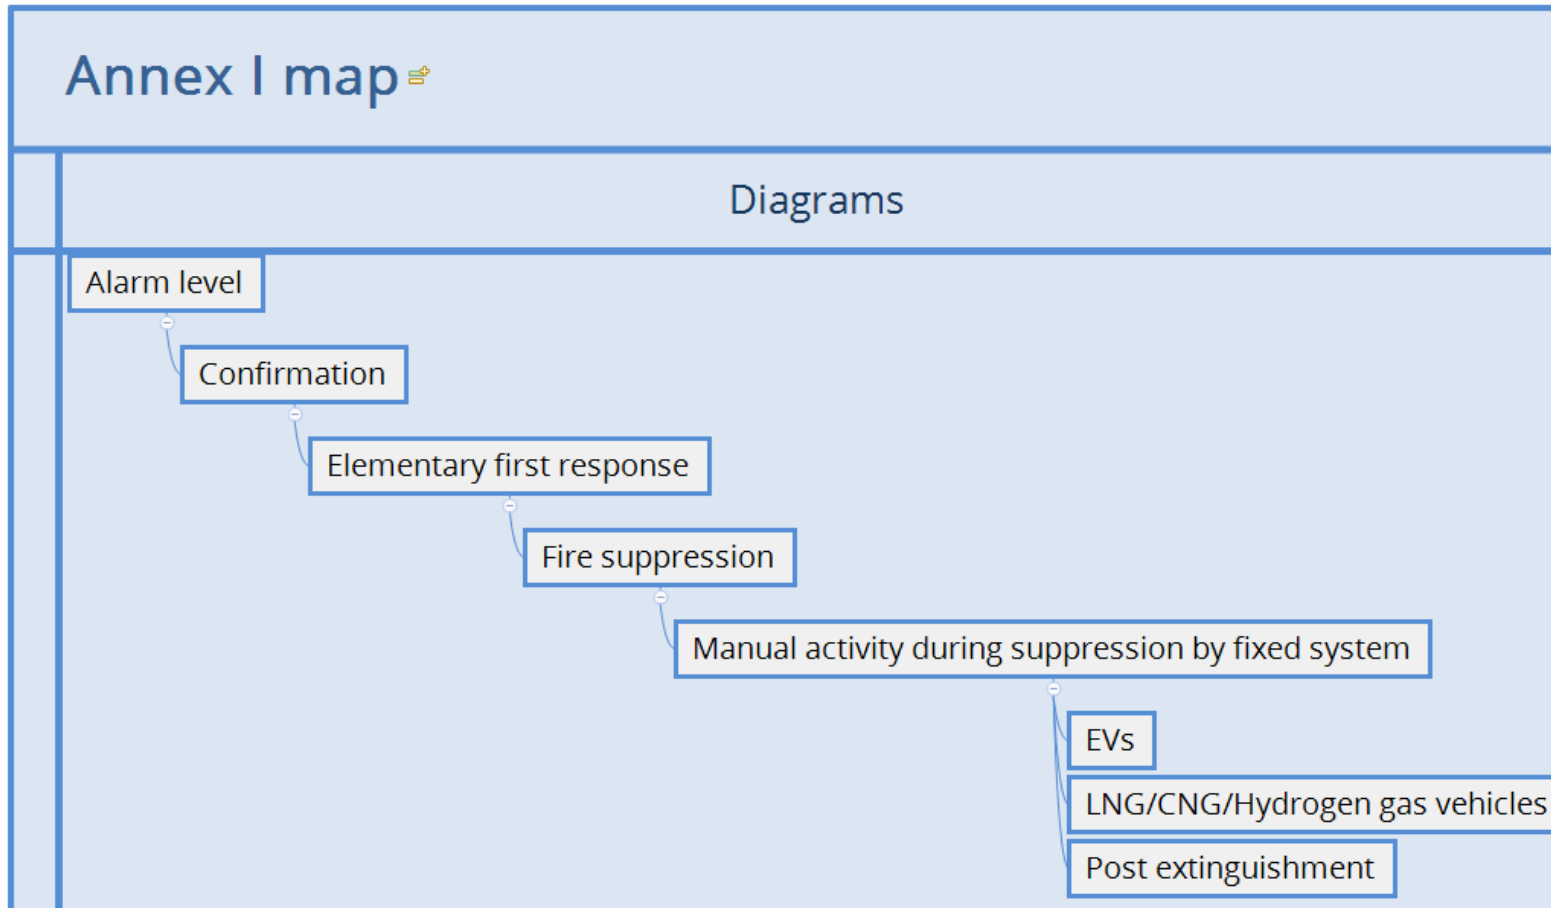 Annex I map
Diagrams
Alarm level
Confirmation
Elementary first response
Fire suppression
Manual activity during suppression by fixed system
EVs
LNG/CNG/Hydrogen gas vehicles
Post extinguishment